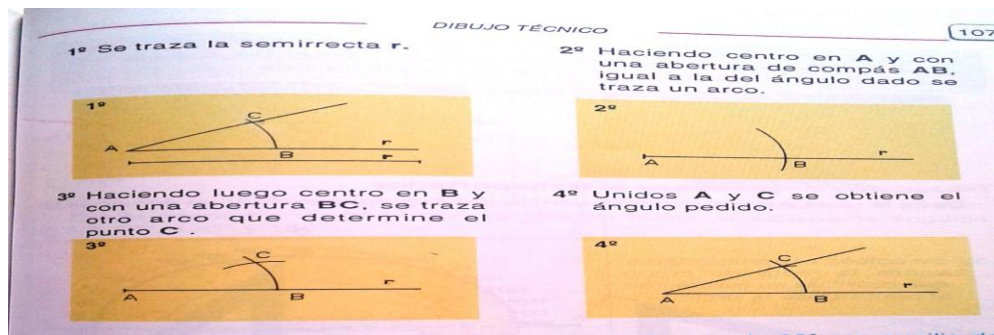 DIBUJO TÉCNICO
107
1º Se traza la semirrecta r.
2º Haciendo centro en A y con
una abertura de compás AB,
igual a la del ángulo dado se
traza un arco.
1º
C
A
B
r
r
2º
A
B
r
3º Haciendo luego centro en B y
con una abertura BC, se traza
otro arco que determine el
punto C .
4º Unidos A y C se obtiene el
ángulo pedido.
3º
C
A
B
r
4º
C
A
B
r